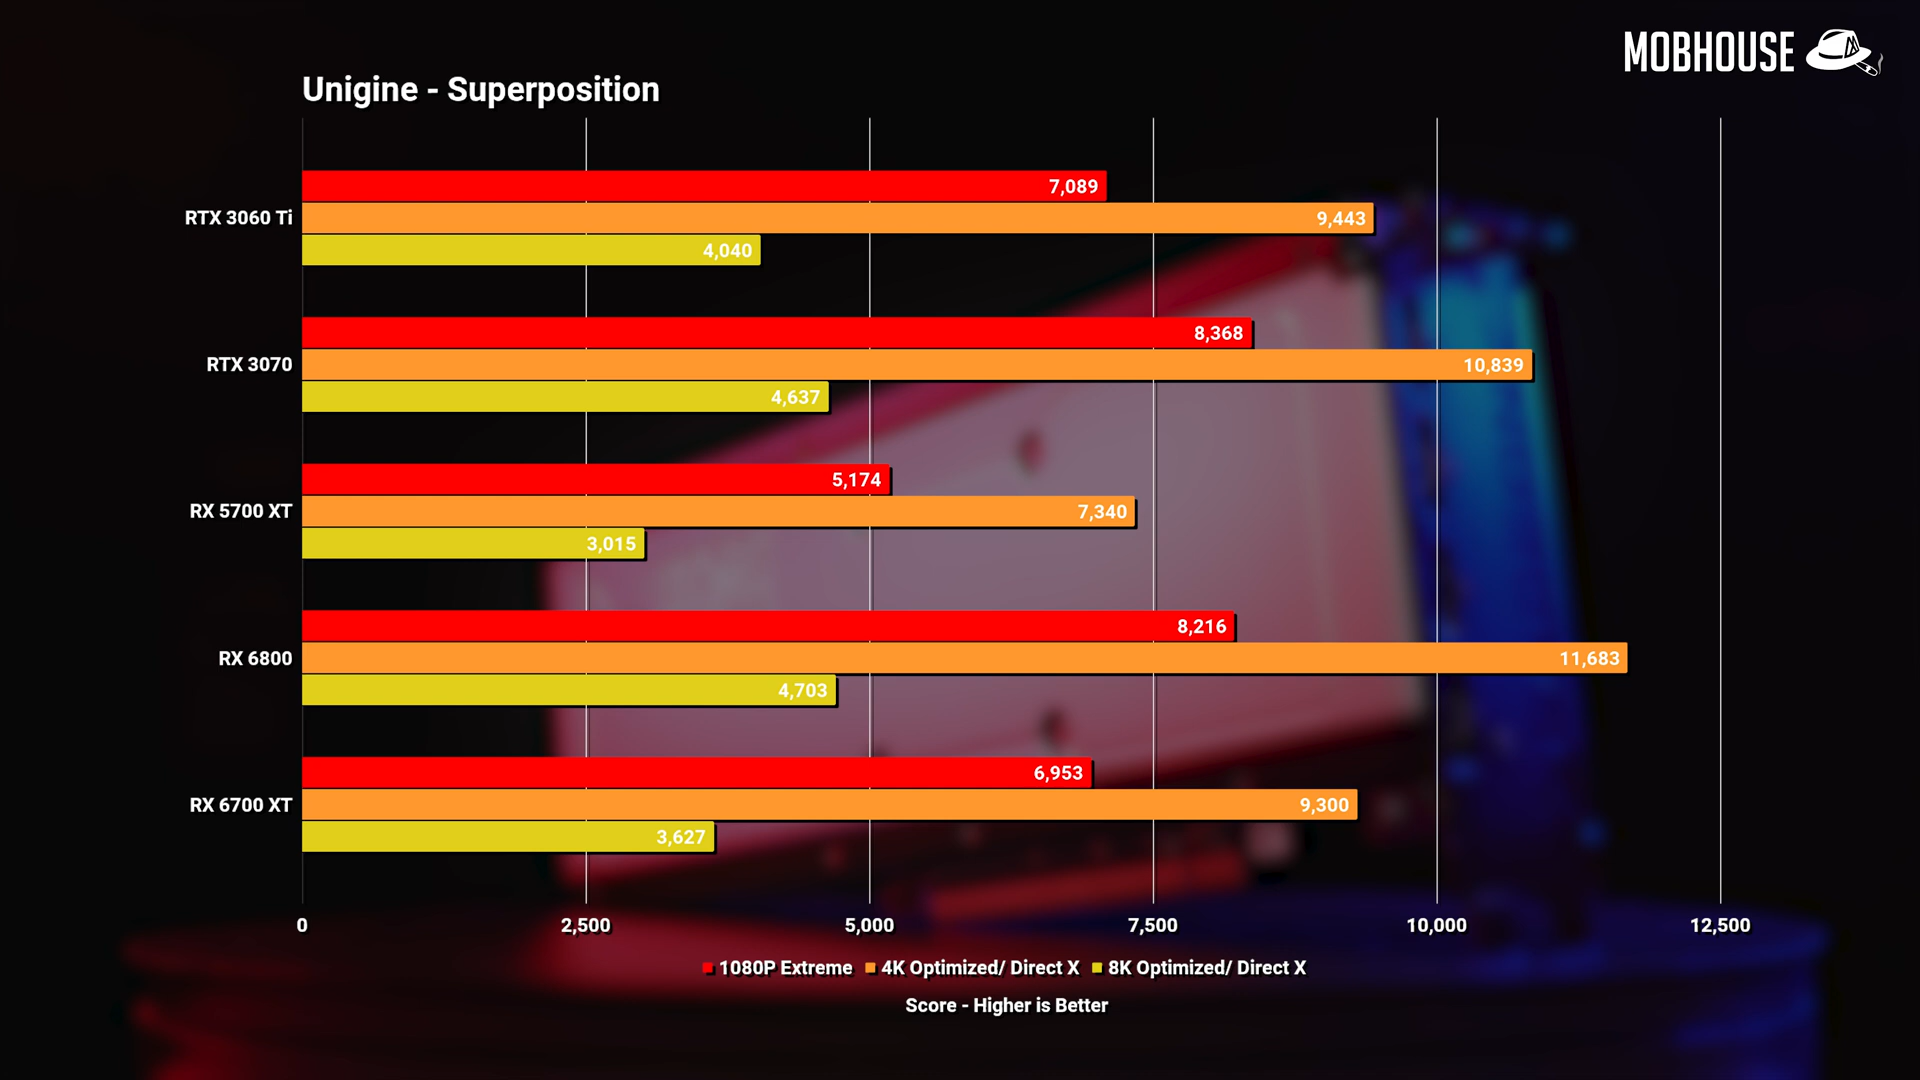 MOBHOUSE
Unigine - Superposition
RTX 3060 Ti
7,089
9,443
4,040
RTX 3070
8,368
10,839
4,637
RX 5700 XT
5,174
7,340
3,015
RX 6800
8,216
11,683
4,703
RX 6700 XT
6,953
9,300
3,627
0 2,500 5,000 7,500 10,000 12,500
1080P Extreme 4K Optimized/ Direct X 8K Optimized/ Direct X
Score - Higher is Better